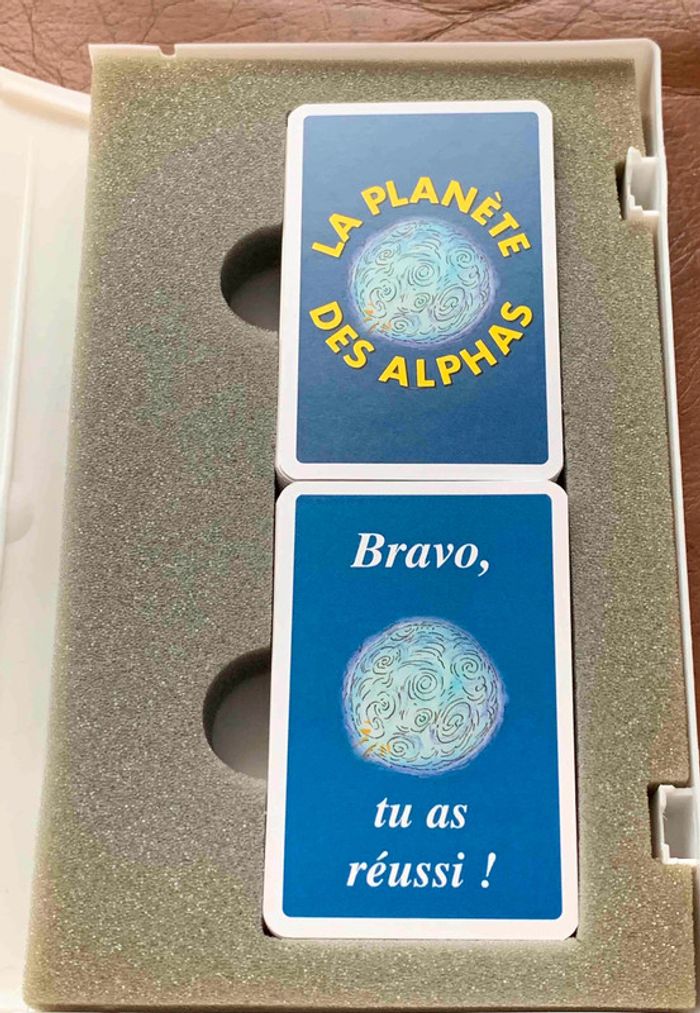 LA PLANÈTE
DES ALPHAS
Bravo,
tu as
réussi !